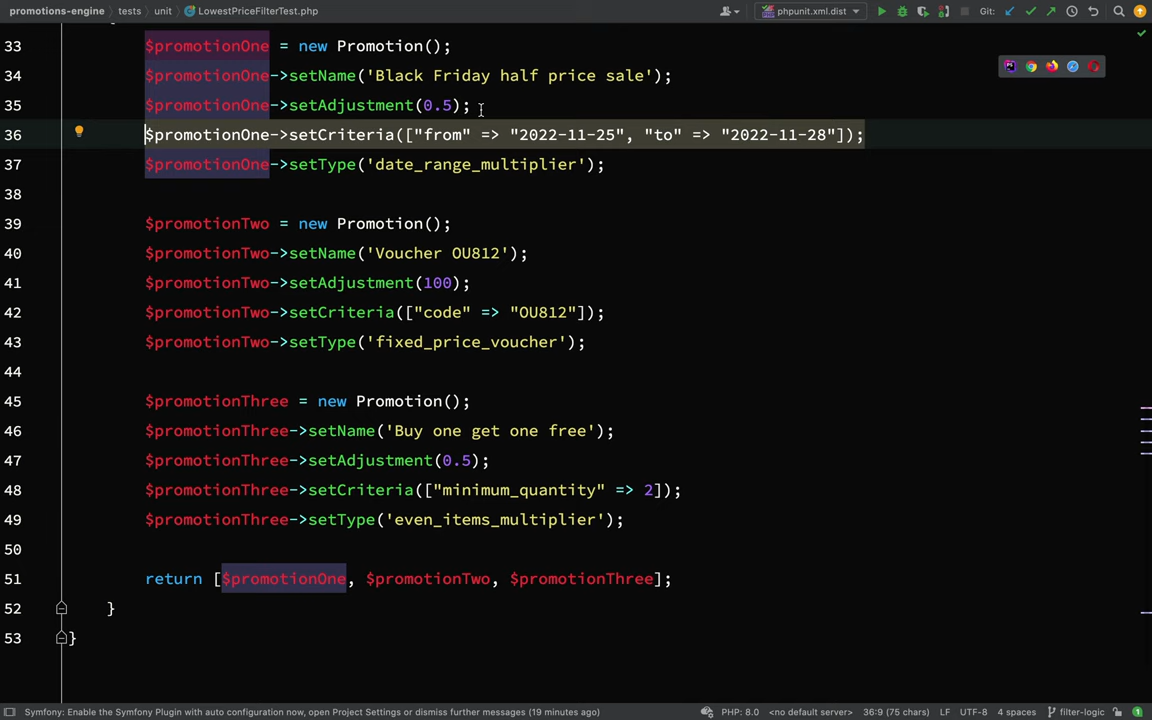 promotions-engine tests unit LowestPriceFilterTest.php phpunit.xml.dist Git:
33 $promotionOne = new Promotion();
34 $promotionOne->setName('Black Friday half price sale');
35 $promotionOne->setAdjustment(0.5);
36 $promotionOne->setCriteria(["from" => "2022-11-25", "to" => "2022-11-28"]);
37 $promotionOne->setType('date_range_multiplier');
38
39 $promotionTwo = new Promotion();
40 $promotionTwo->setName('Voucher OU812');
41 $promotionTwo->setAdjustment(100);
42 $promotionTwo->setCriteria(["code" => "OU812"]);
43 $promotionTwo->setType('fixed_price_voucher');
44
45 $promotionThree = new Promotion();
46 $promotionThree->setName('Buy one get one free');
47 $promotionThree->setAdjustment(0.5);
48 $promotionThree->setCriteria(["minimum_quantity" => 2]);
49 $promotionThree->setType('even_items_multiplier');
50
51 return [$promotionOne, $promotionTwo, $promotionThree];
52 }
53 }
Symfony: Enable the Symfony Plugin with auto configuration now, open Project Settings or dismiss further messages (19 minutes ago) PHP: 8.0 <no default server> 36:9 (75 chars) LF UTF-8 4 spaces filter-logic 1